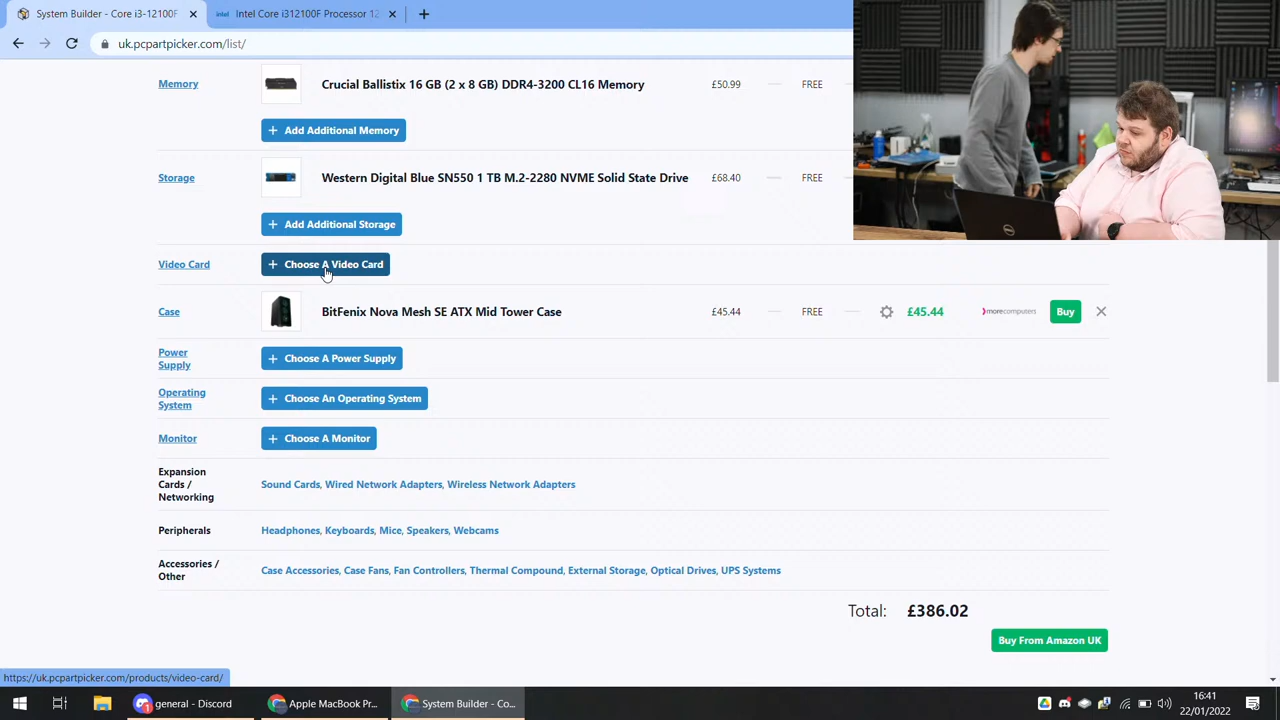 System Builder - Core i3-12100F
Intel Core i312100F Processor 12
uk.pcpartpicker.com/list/
Memory
Crucial Ballistix 16 GB (2 x 8 GB) DDR4-3200 CL16 Memory
£50.99
FREE
+ Add Additional Memory
Storage
Western Digital Blue SN550 1 TB M.2-2280 NVME Solid State Drive
£68.40
FREE
+ Add Additional Storage
Video Card
+ Choose A Video Card
Case
BitFenix Nova Mesh SE ATX Mid Tower Case
£45.44
FREE
£45.44
morecomputers
Buy
Power
Supply
+ Choose A Power Supply
Operating
System
+ Choose An Operating System
Monitor
+ Choose A Monitor
Expansion
Cards /
Networking
Sound Cards, Wired Network Adapters, Wireless Network Adapters
Peripherals
Headphones, Keyboards, Mice, Speakers, Webcams
Accessories /
Other
Case Accessories, Case Fans, Fan Controllers, Thermal Compound, External Storage, Optical Drives, UPS Systems
Total: £386.02
Buy From Amazon UK
https://uk.pcpartpicker.com/products/video-card/
general - Discord
Apple MacBook P...
System Builder - Co...
16:41
22/01/2022